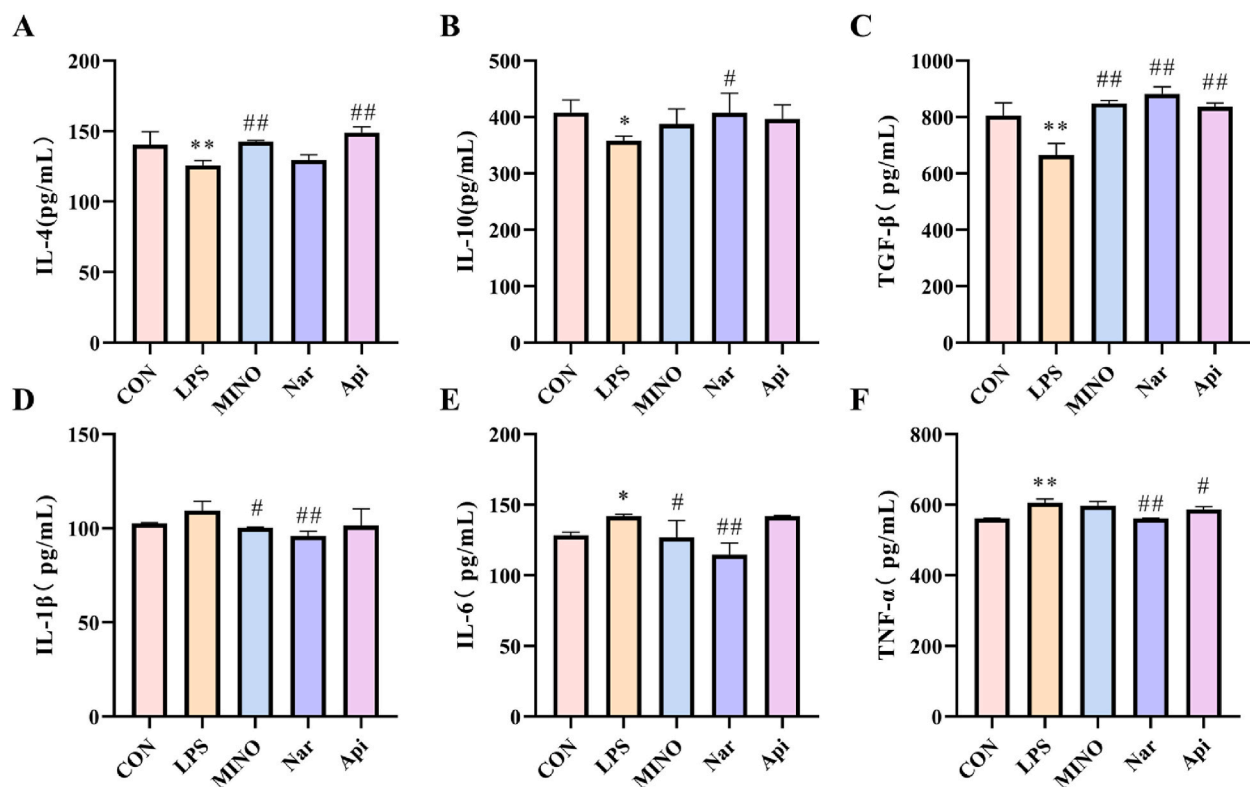 A
IL-4(pg/mL)
200
150
100
50
0
**
##
##
CON
LPS
MINO
Nar
Api
B
IL-10(pg/mL)
500
400
300
200
100
0
*
#
CON
LPS
MINO
Nar
Api
C
TGF-β( pg/mL)
1000
800
600
400
200
0
**
##
##
##
CON
LPS
MINO
Nar
Api
D
IL-1β( pg/mL)
150
100
50
0
#
##
CON
LPS
MINO
Nar
Api
E
IL-6( pg/mL)
200
150
100
50
0
*
#
##
CON
LPS
MINO
Nar
Api
F
TNF-α( pg/mL)
800
600
400
200
0
**
##
#
CON
LPS
MINO
Nar
Api